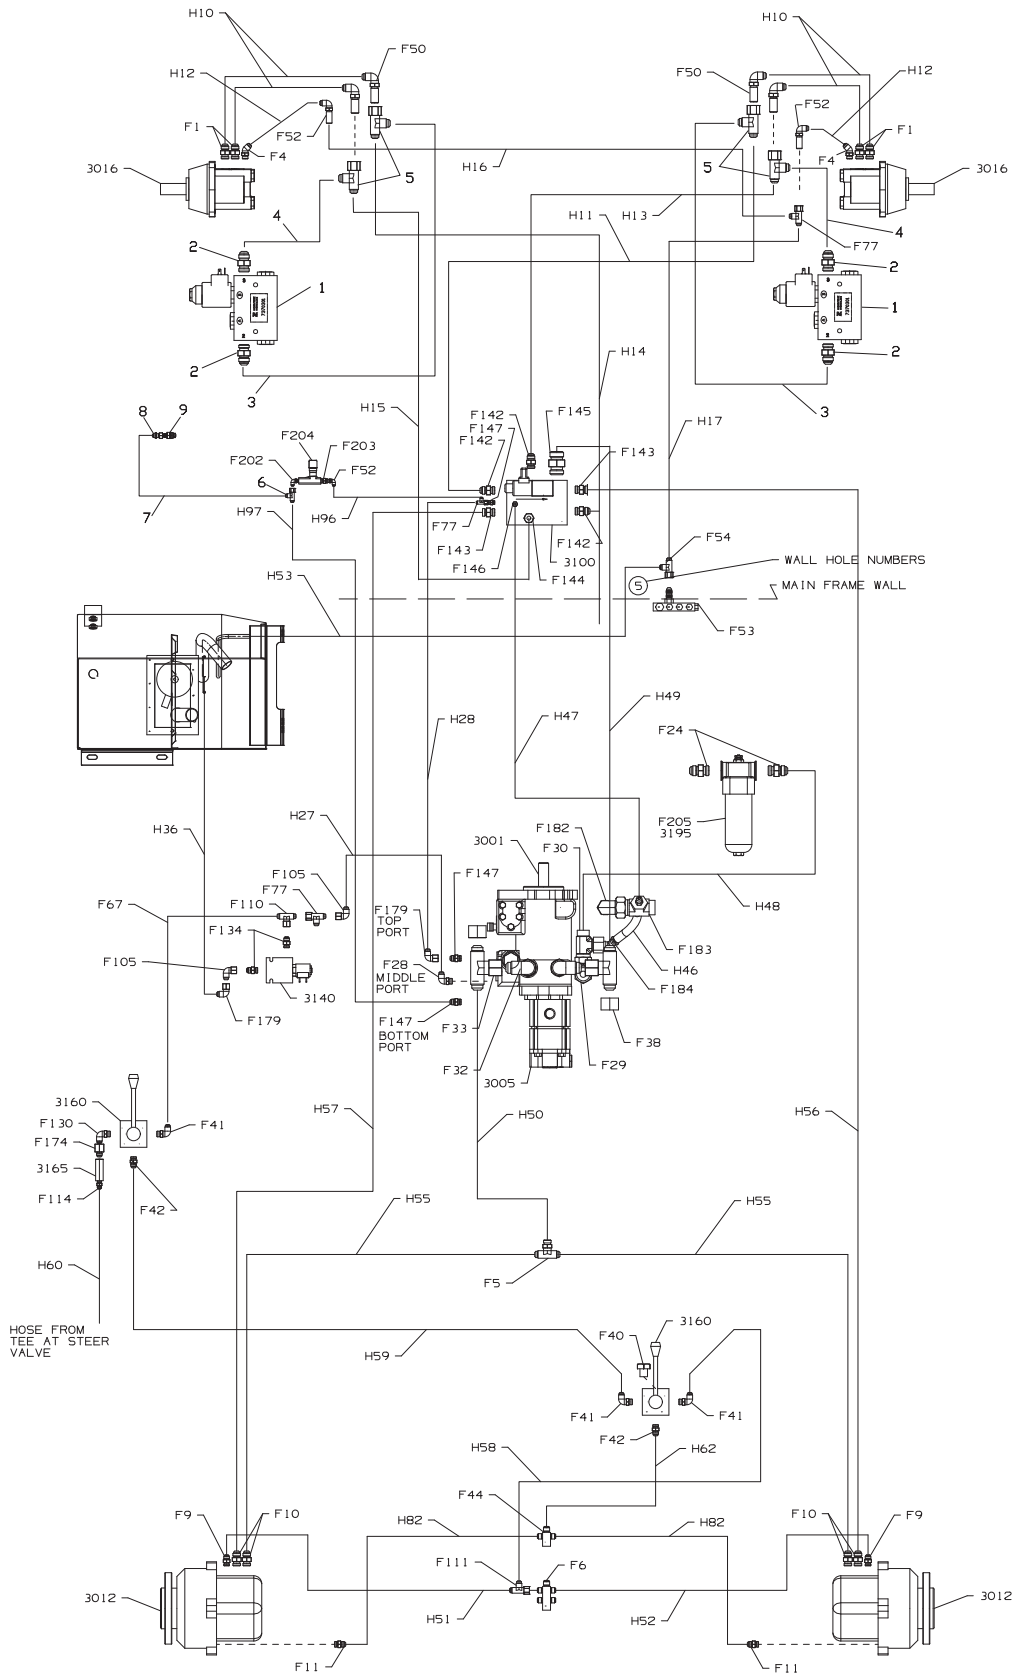 H10
H10
F50
H12
F50
H12
F52
F1
F52
F1
F4
F4
3016
H16
5
5
3016
H11
H13
4
4
F77
2
2
1
1
2
2
H14
3
3
H15
F145
F142
F147
F142
H17
8
9
F204
F203
F202
F52
F143
6
7
H97
H96
F77
F143
F146
F142
3100
F144
F54
WALL HOLE NUMBERS
H53
5
MAIN FRAME WALL
F53
H28
H47
H49
F24
H36
H27
F182
F205
3195
3001
F30
F105
F147
F67
F110
F77
F179
TOP
PORT
H48
F134
F183
F105
F28
MIDDLE
PORT
H46
F184
3140
F179
F147
BOTTOM
PORT
F33
F38
F29
F32
3005
3160
H57
H50
H56
F130
F41
F174
3165
F114
F42
H55
H55
H60
F5
HOSE FROM
TEE AT STEER
VALVE
H59
F40
3160
F41
F41
F42
H58
H62
F44
F9
F10
H82
H82
F10
F9
F111
F6
3012
H51
H52
3012
F11
F11